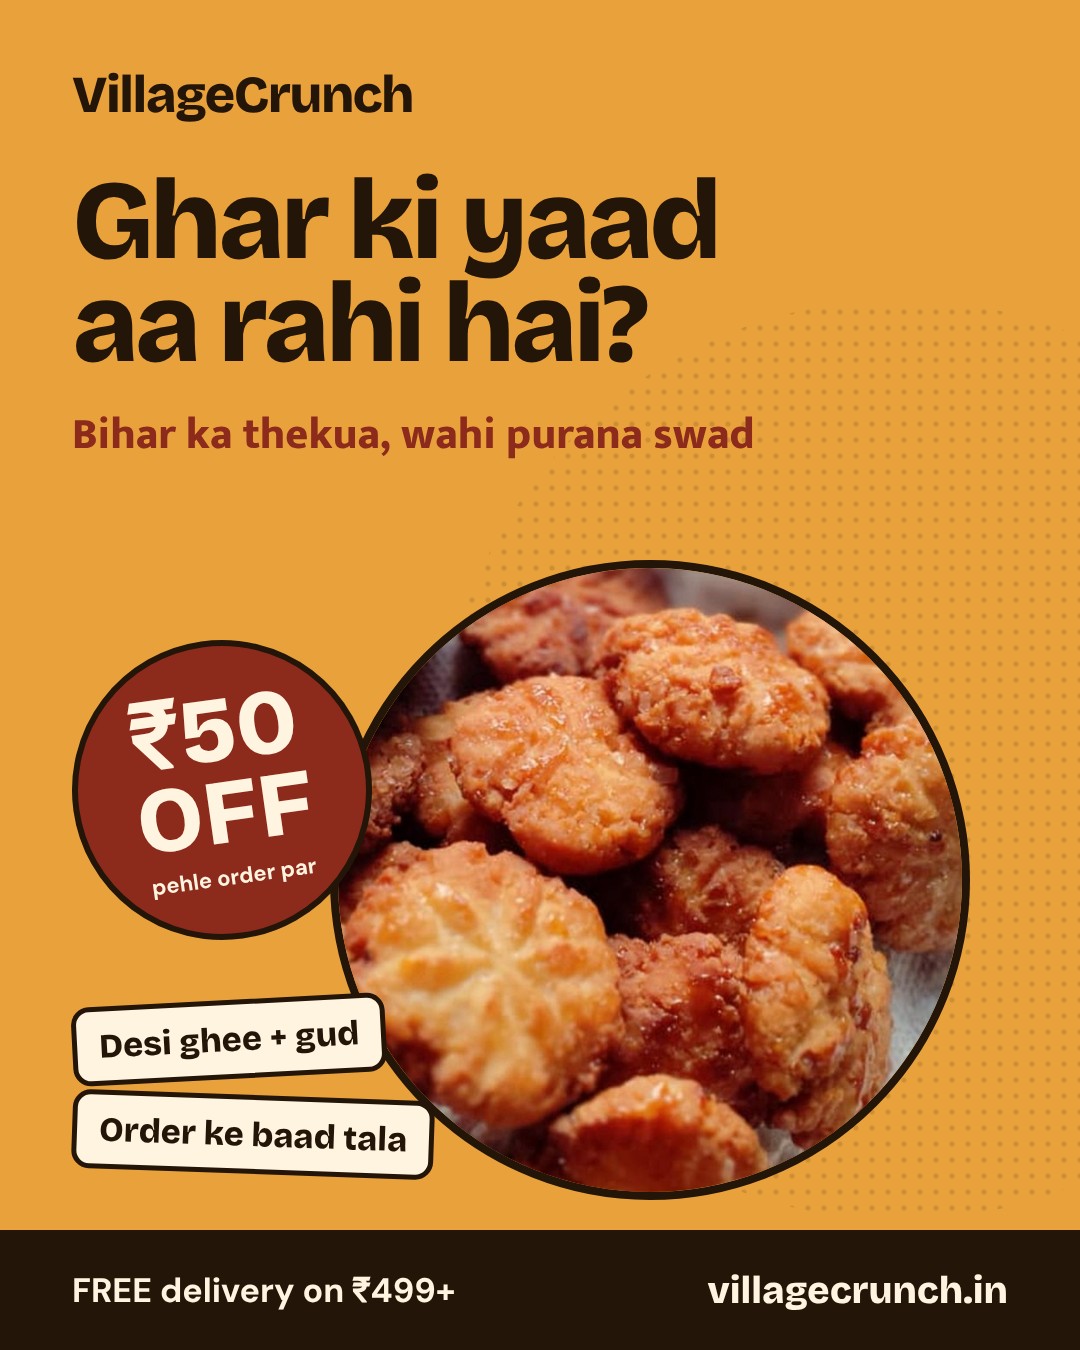 VillageCrunch
Ghar ki yaad
aa rahi hai?
Bihar ka thekua, wahi purana swad
₹50
OFF
pehle order par
Desi ghee + gud
Order ke baad tala
FREE delivery on ₹499+
villagecrunch.in